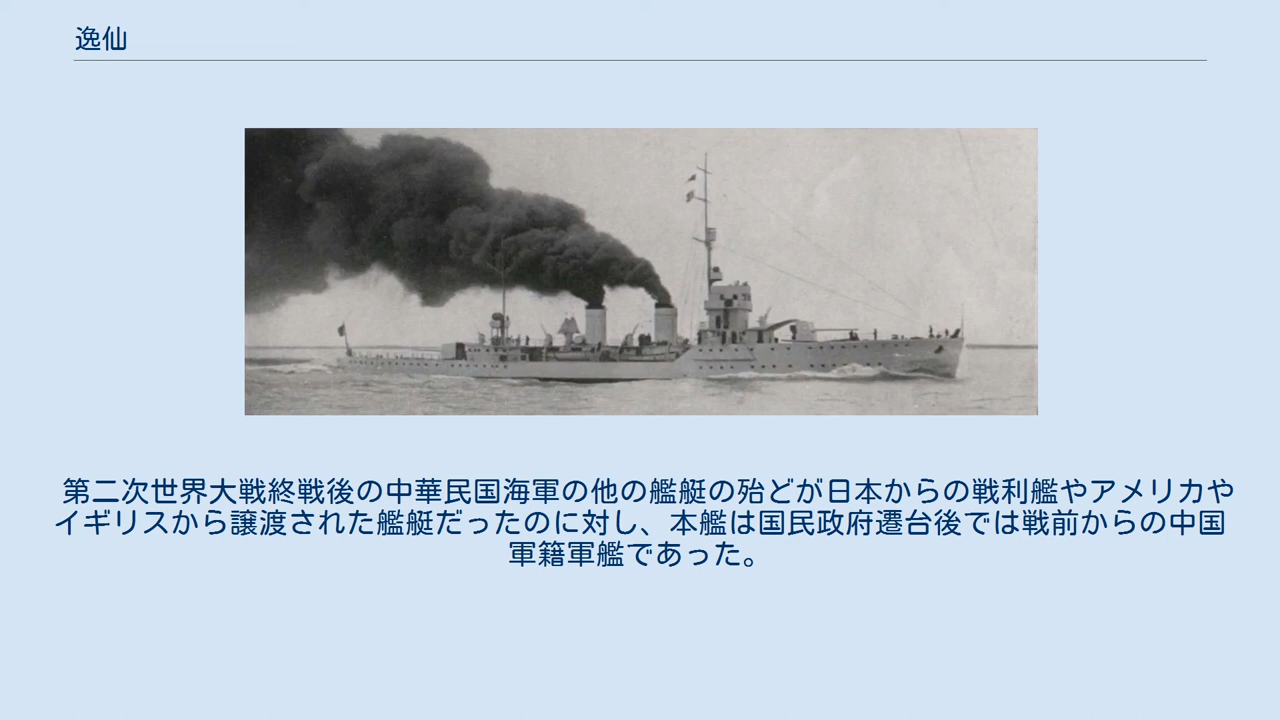 逸仙
第二次世界大戦終戦後の中華民国海軍の他の艦艇の殆どが日本からの戦利艦やアメリカや
イギリスから譲渡された艦艇だったのに対し、本艦は国民政府遷台後では戦前からの中国
軍籍軍艦であった。